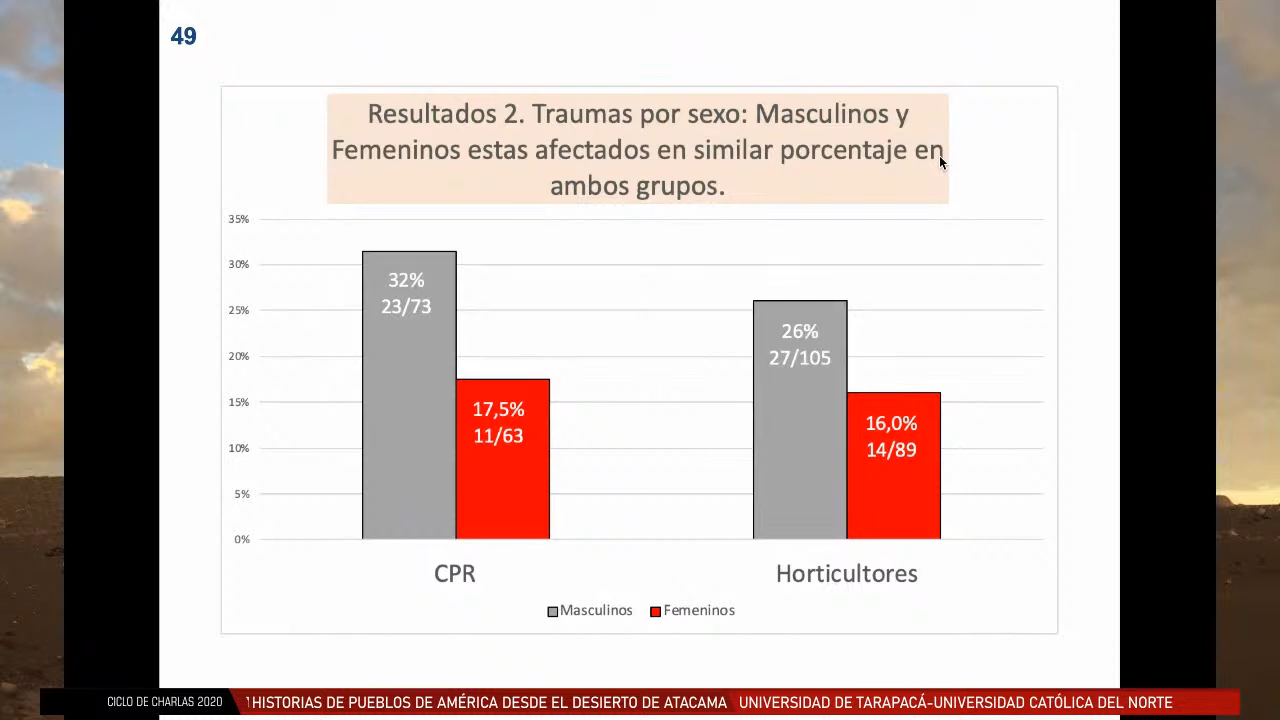 49
Resultados 2. Traumas por sexo: Masculinos y
Femeninos estas afectados en similar porcentaje en
ambos grupos.
35%
30%
25%
20%
15%
10%
5%
0%
32%
23/73
17,5%
11/63
26%
27/105
16,0%
14/89
CPR
Horticultores
Masculinos
Femeninos
CICLO DE CHARLAS 2020
HISTORIAS DE PUEBLOS DE AMÉRICA DESDE EL DESIERTO DE ATACAMA
UNIVERSIDAD DE TARAPACÁ-UNIVERSIDAD CATÓLICA DEL NORTE